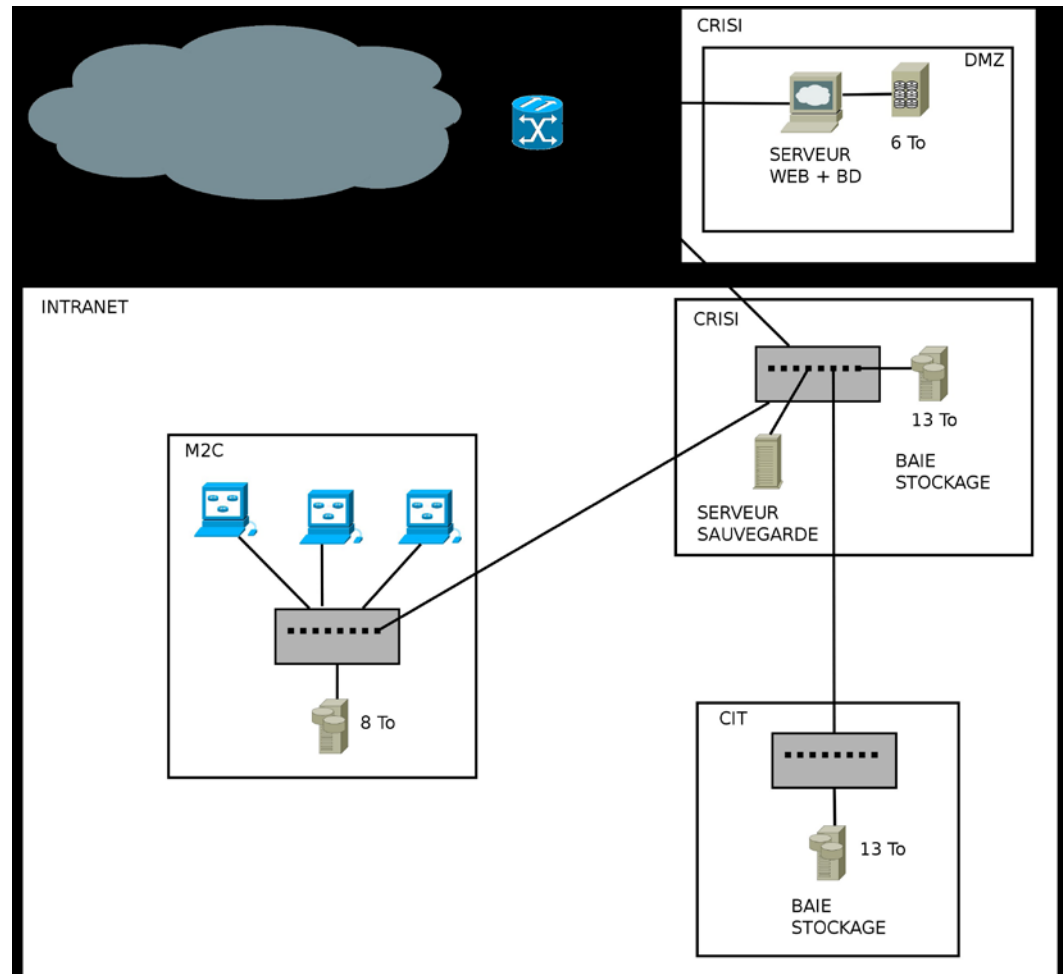 CRISI
DMZ
6 To
SERVEUR
WEB + BD
INTRANET
CRISI
13 To
BAIE
STOCKAGE
SERVEUR
SAUVEGARDE
M2C
8 To
CIT
13 To
BAIE
STOCKAGE